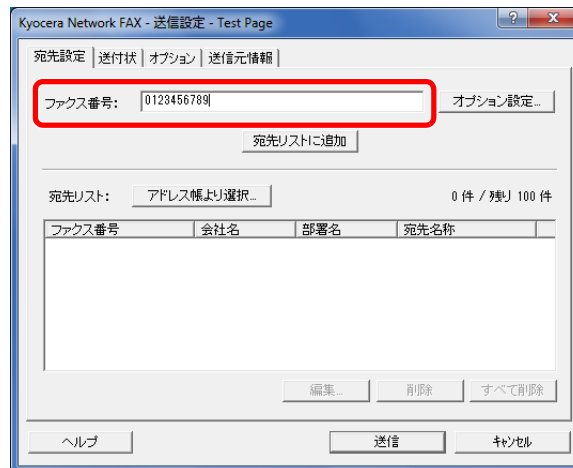 Kyocera Network FAX - 送信設定 - Test Page
宛先設定 送付状 オプション 送信元情報
ファクス番号: 0123456789 オプション設定...
宛先リストに追加
宛先リスト: アドレス帳より選択... 0 件 / 残り 100 件
ファクス番号 会社名 部署名 宛先名称
編集... 削除 すべて削除
ヘルプ 送信 キャンセル